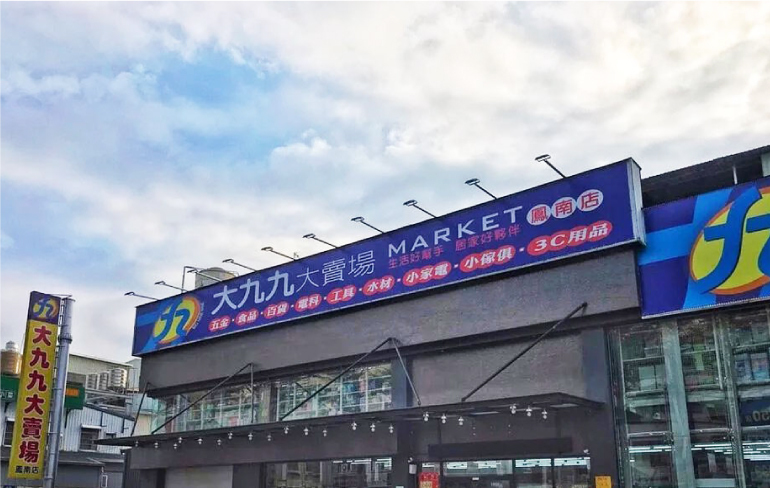 大九九大賣場
MARKET
鳳南店
生活好幫手 居家好夥伴
五金·食品·百貨·電料·工具·水材·小家電·小傢俱·3C用品
大九九大賣場
鳳南店